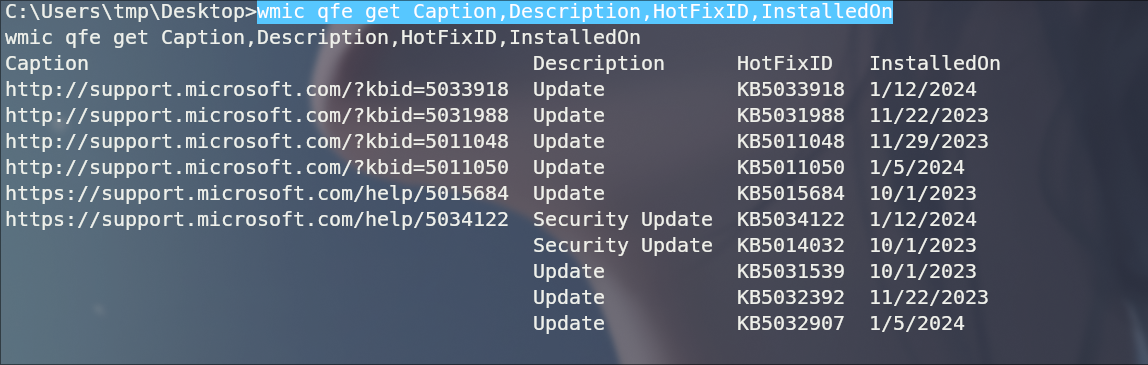 C:\Users\tmp\Desktop>wmic qfe get Caption,Description,HotFixID,InstalledOn
wmic qfe get Caption,Description,HotFixID,InstalledOn
Caption Description HotFixID InstalledOn
http://support.microsoft.com/?kbid=5033918 Update KB5033918 1/12/2024
http://support.microsoft.com/?kbid=5031988 Update KB5031988 11/22/2023
http://support.microsoft.com/?kbid=5011048 Update KB5011048 11/29/2023
http://support.microsoft.com/?kbid=5011050 Update KB5011050 1/5/2024
https://support.microsoft.com/help/5015684 Update KB5015684 10/1/2023
https://support.microsoft.com/help/5034122 Security Update KB5034122 1/12/2024
Security Update KB5014032 10/1/2023
Update KB5031539 10/1/2023
Update KB5032392 11/22/2023
Update KB5032907 1/5/2024